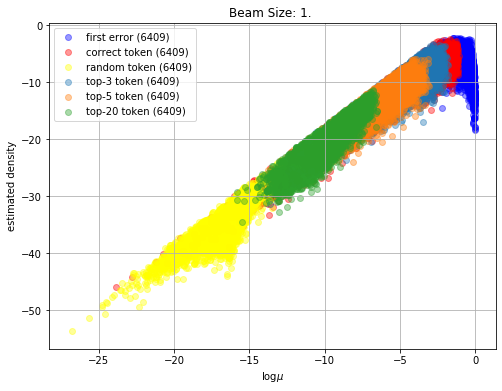 Beam Size: 1.
first error (6409)
correct token (6409)
random token (6409)
top-3 token (6409)
top-5 token (6409)
top-20 token (6409)
estimated density
0
−10
−20
−30
−40
−50
−25
−20
−15
−10
−5
0
logμ